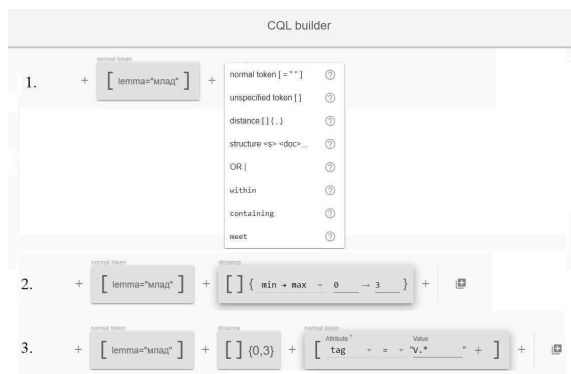 CQL builder
normal token
1. + [ lemma="млад" ] +
normal token [ = " " ]
unspecified token [ ]
distance [ ] { , }
structure <s> <doc>...
OR |
within
containing
meet
normal token distance
2. + [ lemma="млад" ] + [ ] { min → max 0 → 3 } +
normal token distance normal token
Attribute ? Value
3. + [ lemma="млад" ] + [ ] {0,3} + [ tag = "V.* " + ] +